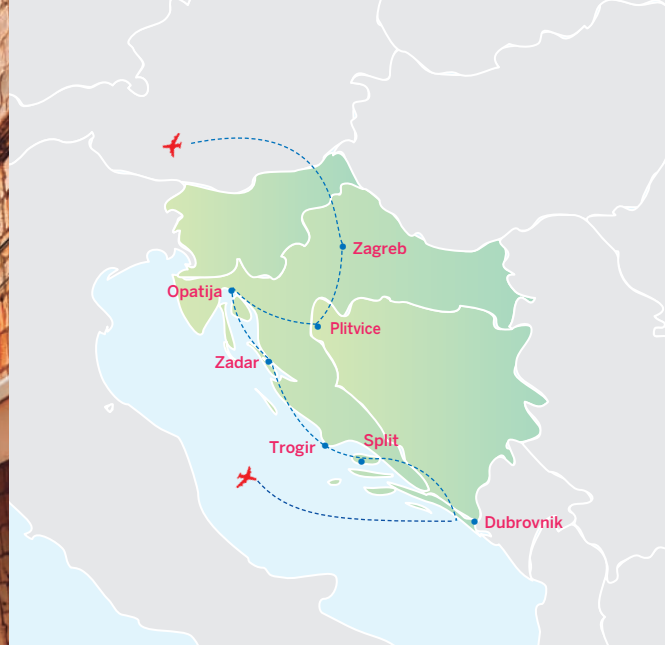 Zagreb
Opatija
Plitvice
Zadar
Split
Trogir
Dubrovnik